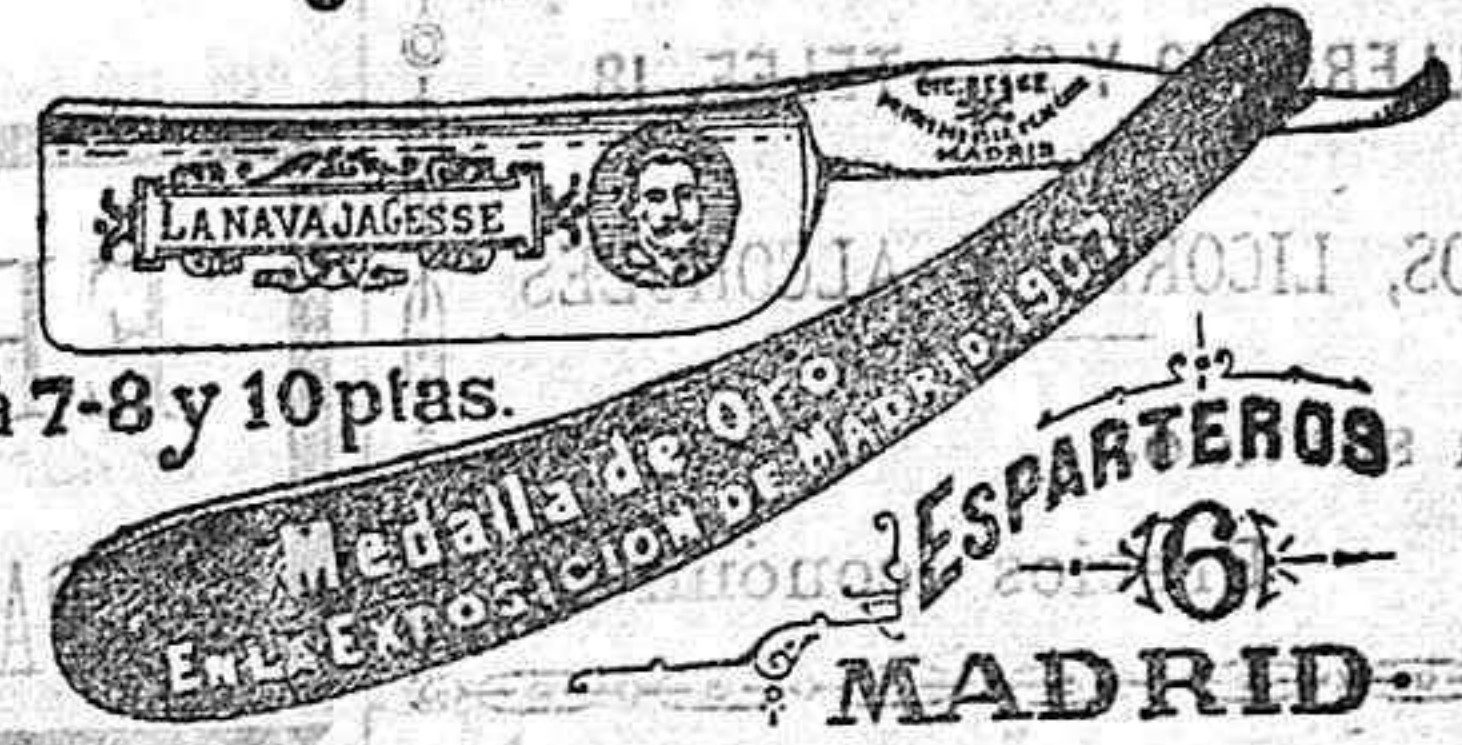 LA NAVAJA GESSE
MADRID
a 7-8 y 10 ptas.
Medalla de Oro
EN LA EXPOSICION DE MADRID 1907
ESPARTEROS
6
MADRID